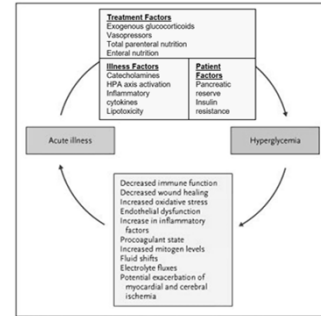 Treatment Factors
Exogenous glucocorticoids
Vasopressors
Total parenteral nutrition
Enteral nutrition
Illness Factors
Catecholamines
HPA axis activation
Inflammatory
cytokines
Lipotoxicity
Patient
Factors
Pancreatic
reserve
Insulin
resistance
Acute illness
Hyperglycemia
Decreased immune function
Decreased wound healing
Increased oxidative stress
Endothelial dysfunction
Increase in inflammatory
factors
Procoagulant state
Increased mitogen levels
Fluid shifts
Electrolyte fluxes
Potential exacerbation of
myocardial and cerebral
ischemia